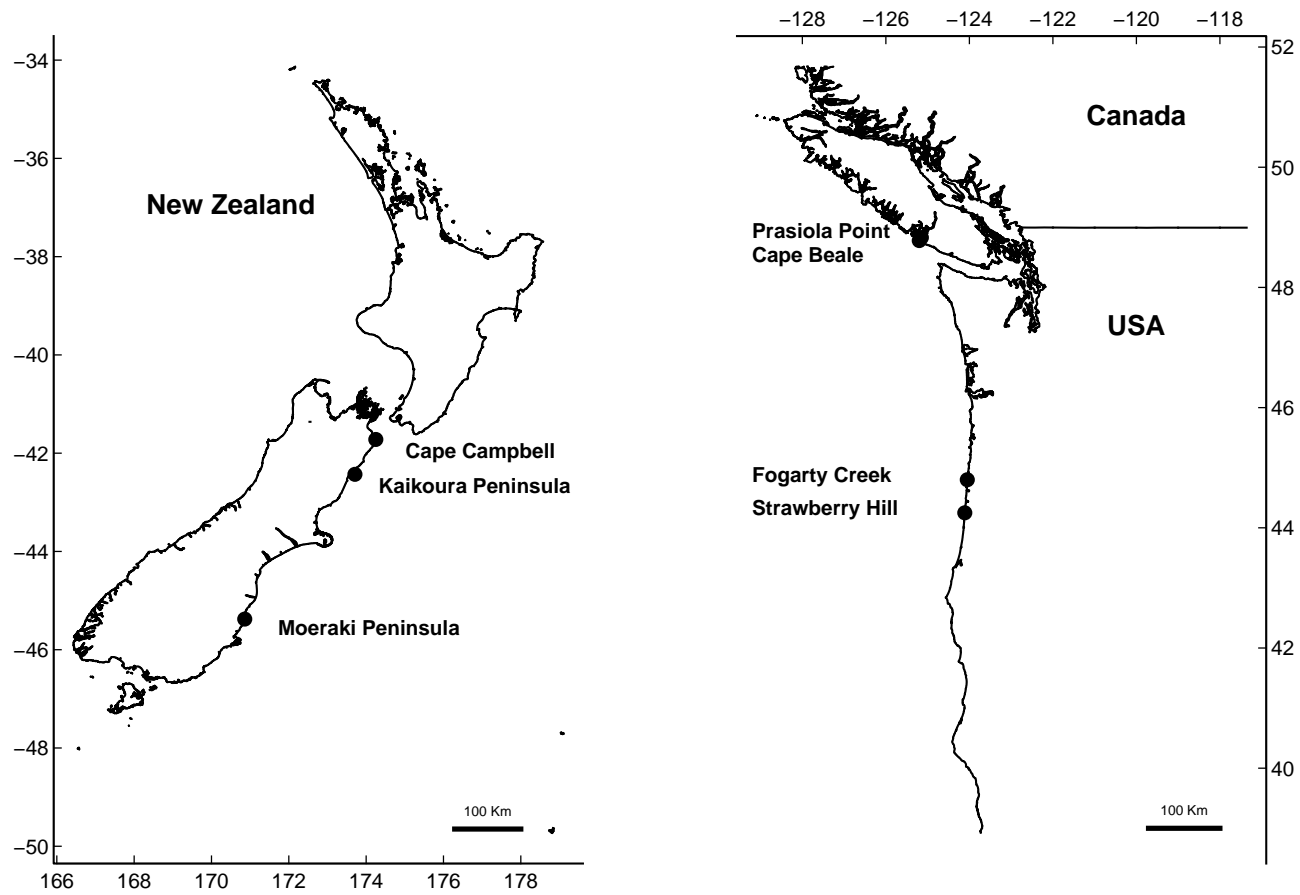 −34
−36
−38
−40
−42
−44
−46
−48
−50
166
168
170
172
174
176
178
New Zealand
Cape Campbell
Kaikoura Peninsula
Moeraki Peninsula
100 Km
−128
−126
−124
−122
−120
−118
52
50
48
46
44
42
40
Canada
Prasiola Point
Cape Beale
USA
Fogarty Creek
Strawberry Hill
100 Km